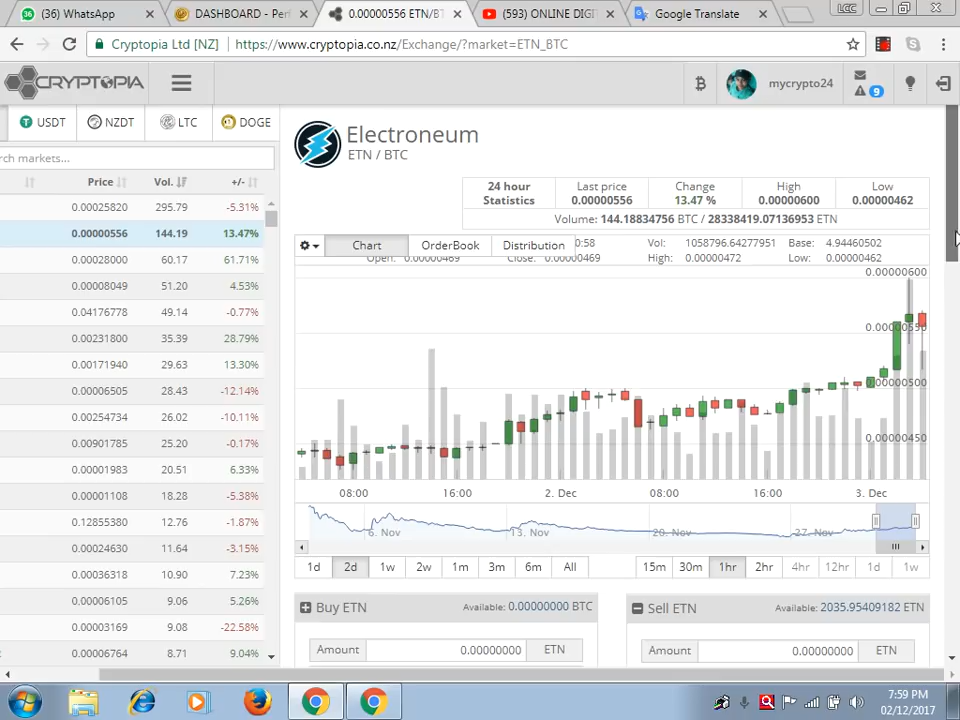 (36) WhatsApp
DASHBOARD - Perf
0.00000556 ETN/BT
(593) ONLINE DIGI
Google Translate
LCC
Cryptopia Ltd [NZ]
https://www.cryptopia.co.nz/Exchange/?market=ETN_BTC
CRYPTOPIA
mycrypto24
9
USDT
NZDT
LTC
DOGE
rch markets...
Price
Vol.
+/-
0.00025820 295.79 -5.31%
0.00000556 144.19 13.47%
0.00028000 60.17 61.71%
0.00008049 51.20 4.53%
0.04176778 49.14 -0.77%
0.00231800 35.39 28.79%
0.00171940 29.63 13.30%
0.00006505 28.43 -12.14%
0.00254734 26.02 -10.11%
0.00901785 25.20 -0.17%
0.00001983 20.51 6.33%
0.00001108 18.28 -5.38%
0.12855380 12.76 -1.87%
0.00024630 11.64 -3.15%
0.00036318 10.90 7.23%
0.00006105 9.06 5.26%
0.00003169 9.08 -22.58%
0.00006764 8.71 9.04%
Electroneum
ETN / BTC
24 hour
Statistics
Last price
0.00000556
Change
13.47 %
High
0.00000600
Low
0.00000462
Volume: 144.18834756 BTC / 28338419.07136953 ETN
Chart
OrderBook
Distribution
0:58 Vol: 1058796.64277951 Base: 4.94460502
Open: 0.00000469 Close: 0.00000469 High: 0.00000472 Low: 0.00000462
0.00000600
0.00000550
0.00000500
0.00000450
08:00 16:00 2. Dec 08:00 16:00 3. Dec
6. Nov 13. Nov 20. Nov 27. Nov
1d 2d 1w 2w 1m 3m 6m All
15m 30m 1hr 2hr 4hr 12hr 1d 1w
Buy ETN
Available: 0.00000000 BTC
Amount 0.00000000 ETN
Sell ETN
Available: 2035.95409182 ETN
Amount 0.00000000 ETN
7:59 PM
02/12/2017